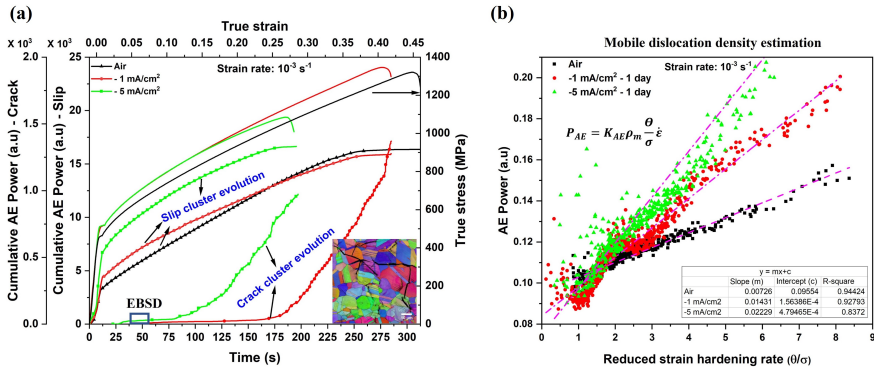 (a)
True strain
0.00 0.05 0.10 0.15 0.20 0.25 0.30 0.35 0.40 0.45
X 10³ X 10³
2.0 25 1400
Air
- 1 mA/cm²
- 5 mA/cm²
Strain rate: 10⁻³ s⁻¹
1200
20
1.5
1000
15
1.0 800
10 600
400
0.5
5
200
0.0 0 0
Cumulative AE Power (a.u) - Crack
Cumulative AE Power (a.u) - Slip
True stress (MPa)
Slip cluster evolution
Crack cluster evolution
EBSD
0 25 50 75 100 125 150 175 200 225 250 275 300
Time (s)
(b)
Mobile dislocation density estimation
Air
-1 mA/cm² - 1 day
-5 mA/cm² - 1 day
Strain rate: 10⁻³ s⁻¹
P_AE = K_AE ρ_m Θ/σ ε̇
0.20
0.18
0.16
0.14
0.12
0.10
0.08
AE Power (a.u)
y = mx+c
Slope (m) Intercept (c) R-square
Air 0.00726 0.09554 0.94424
-1 mA/cm2 0.01431 1.56386E-4 0.92793
-5 mA/cm2 0.02229 4.79465E-4 0.8372
0 1 2 3 4 5 6 7 8 9
Reduced strain hardening rate (θ/σ)